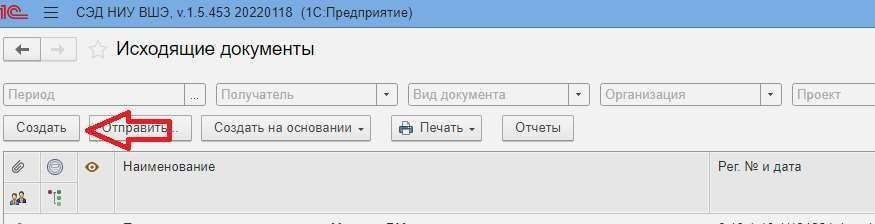 1С СЭД НИУ ВШЭ, v.1.5.453 20220118 (1С:Предприятие)
Исходящие документы
Период ... Получатель Вид документа Организация Проект
Создать Отправить... Создать на основании Печать Отчеты
Наименование Рег. № и дата